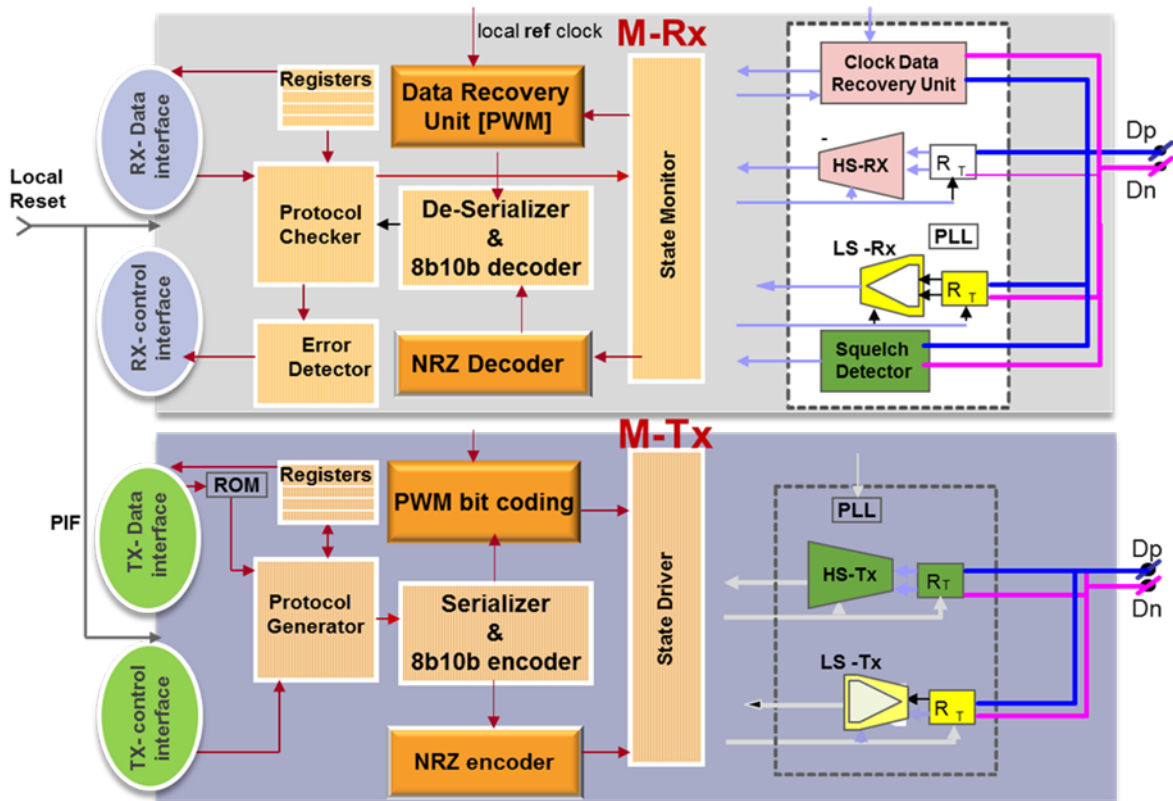 local ref clock
M-Rx
Registers
Data Recovery
Unit [PWM]
Clock Data
Recovery Unit
RX- Data
interface
Dp
-
HS-RX
R T
Dn
Local
Reset
Protocol
Checker
De-Serializer
&
8b10b decoder
State Monitor
PLL
LS -Rx
R T
RX- control
interface
Error
Detector
NRZ Decoder
Squelch
Detector
M-Tx
Registers
ROM
PWM bit coding
PLL
PIF
TX- Data
interface
HS-Tx
RT
Dp
Dn
Protocol
Generator
Serializer
&
8b10b encoder
State Driver
LS -Tx
R T
TX- control
interface
NRZ encoder